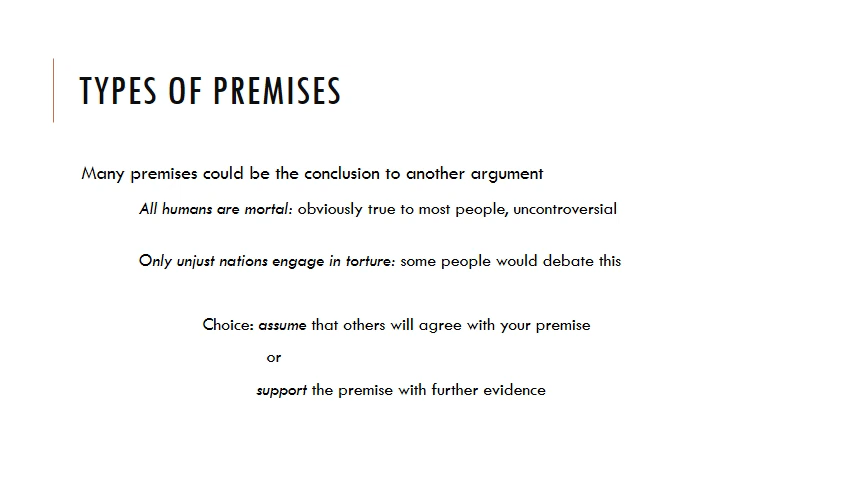 TYPES OF PREMISES
Many premises could be the conclusion to another argument
All humans are mortal: obviously true to most people, uncontroversial
Only unjust nations engage in torture: some people would debate this
Choice: assume that others will agree with your premise
or
support the premise with further evidence